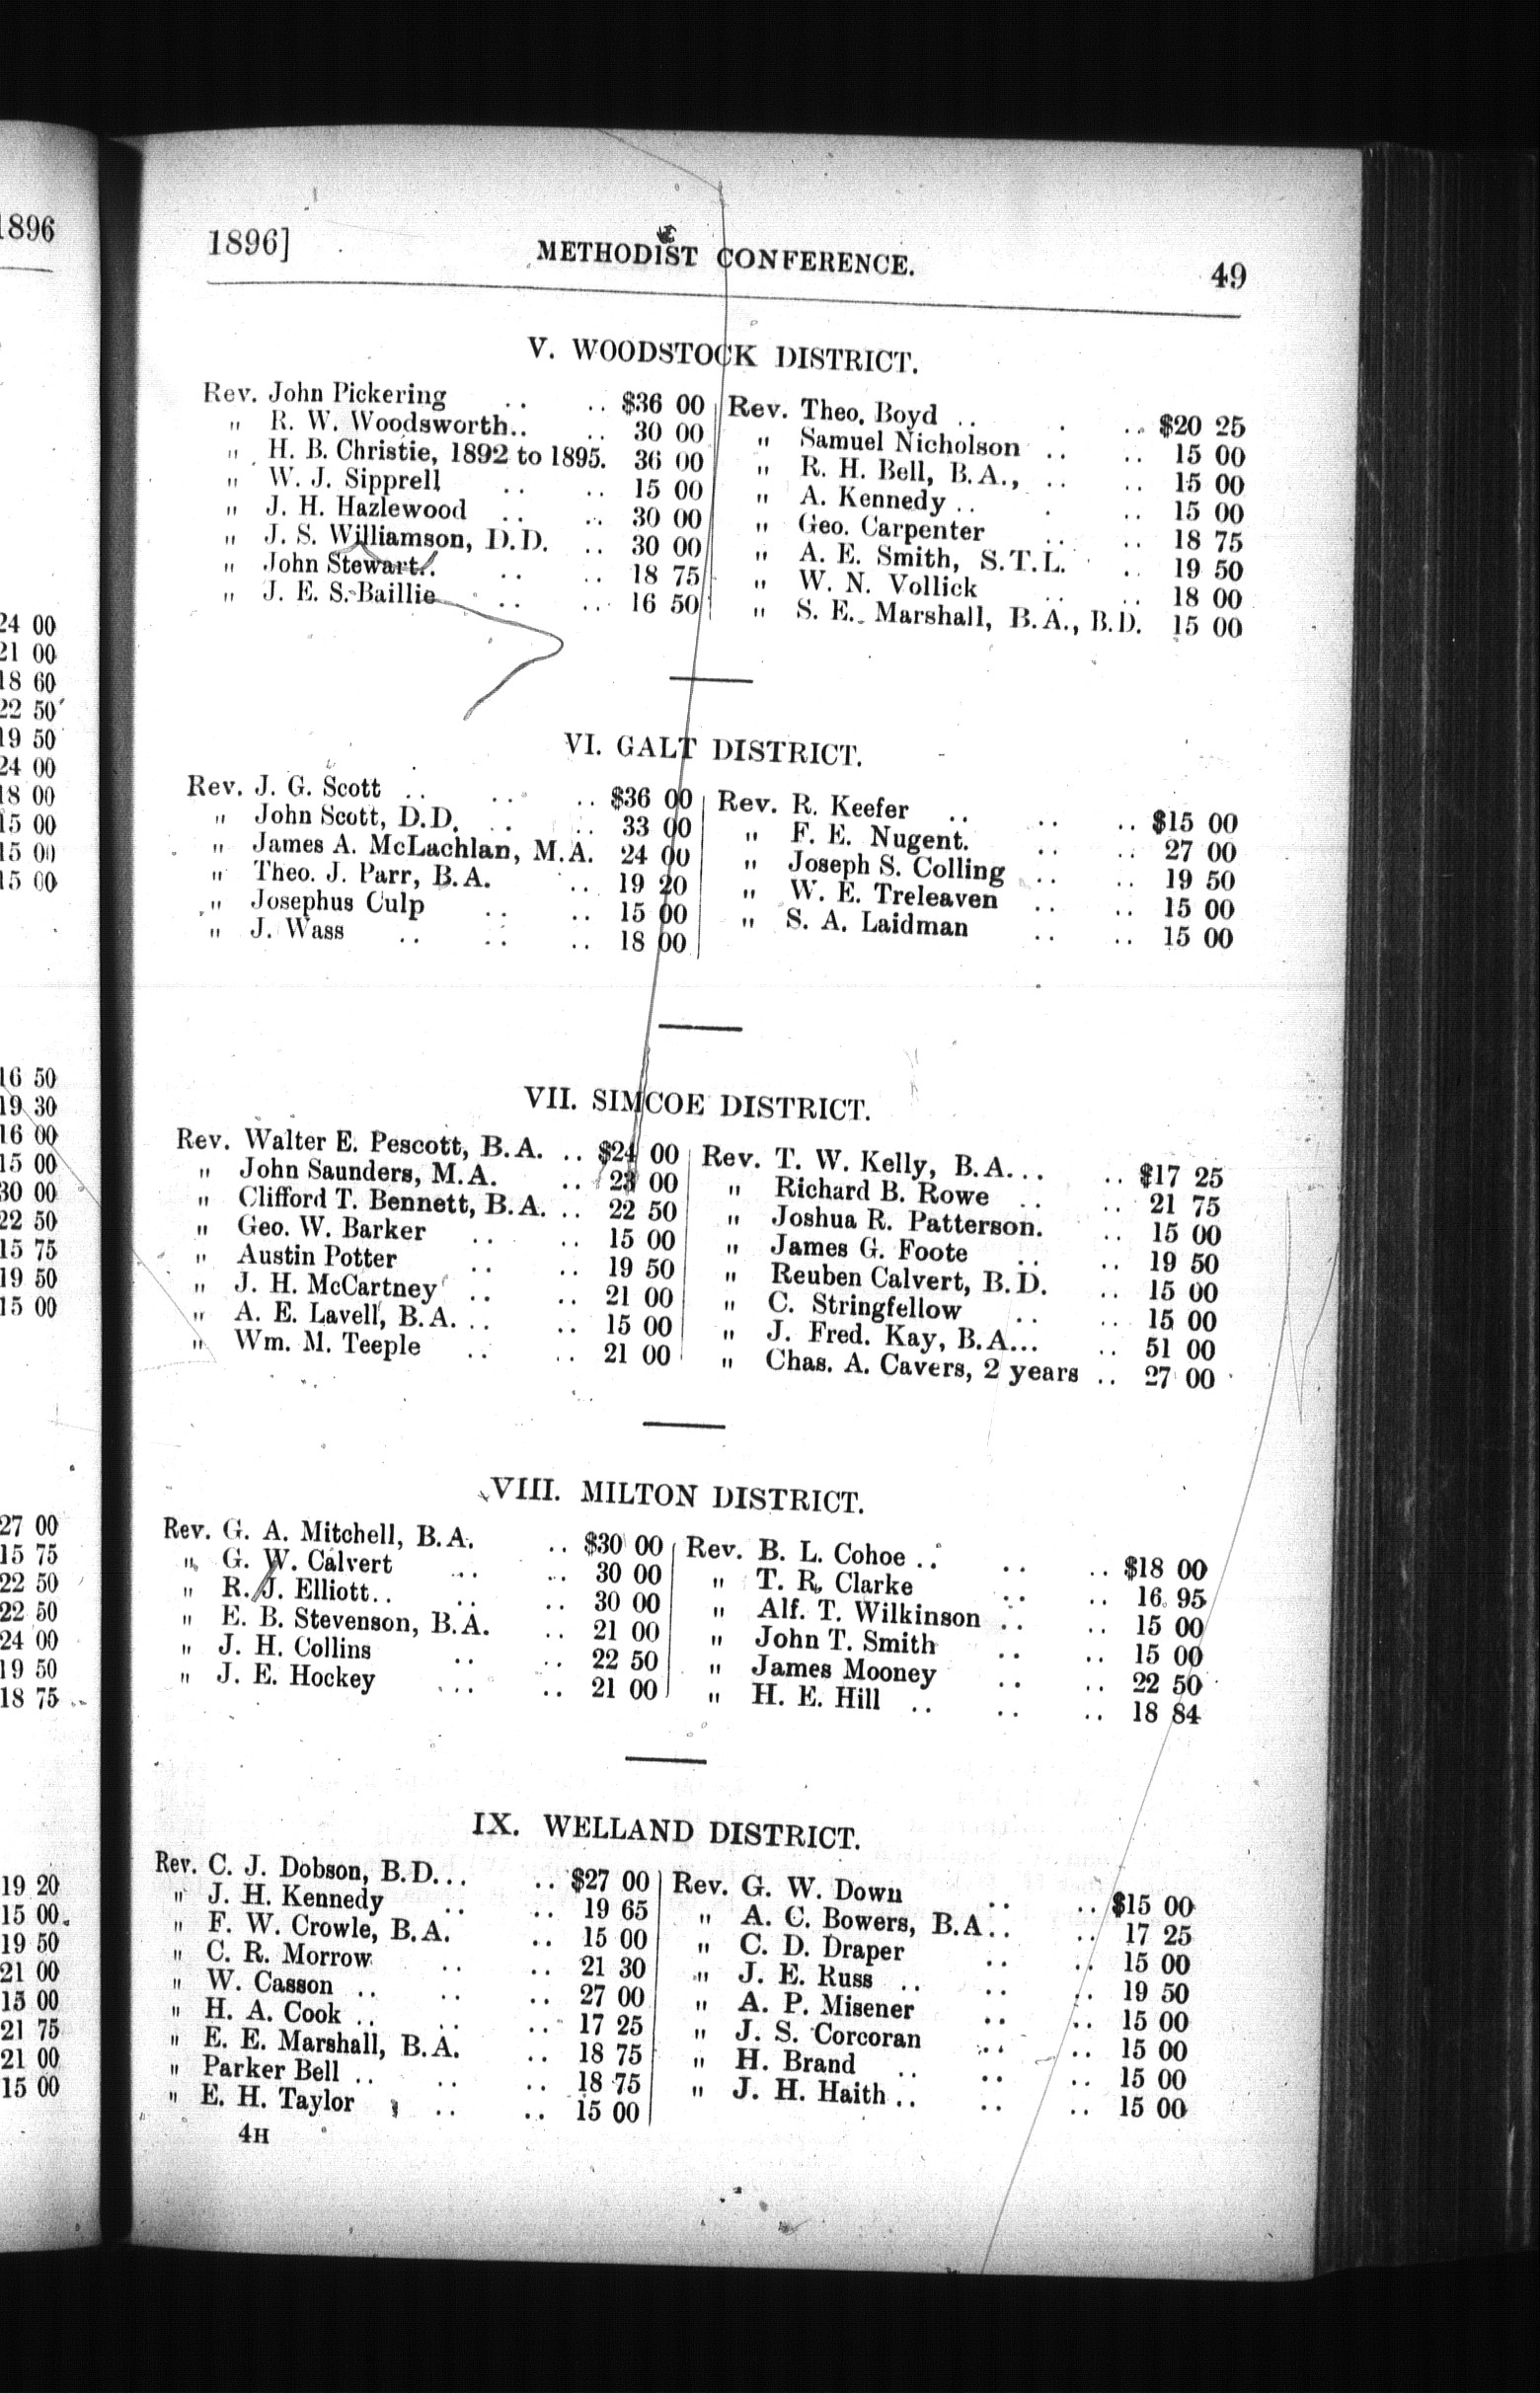 1896
24 00
21 00
18 60
22 50
19 50
24 00
18 00
15 00
15 00
15 00
16 50
19 30
16 00
15 00
30 00
22 50
15 75
19 50
15 00
27 00
15 75
22 50
22 50
24 00
19 50
18 75
19 20
15 00
19 50
21 00
15 00
21 75
21 00
15 00
1896] METHODIST CONFERENCE. 49
V. WOODSTOCK DISTRICT.
Rev. John Pickering .. .. $36 00
" R. W. Woodsworth.. .. 30 00
" H. B. Christie, 1892 to 1895. 36 00
" W. J. Sipprell .. .. 15 00
" J. H. Hazlewood .. .. 30 00
" J. S. Williamson, D.D. .. 30 00
" John Stewart.. .. .. 18 75
" J. E. S. Baillie .. .. 16 50
Rev. Theo. Boyd .. . .. $20 25
" Samuel Nicholson .. .. 15 00
" R. H. Bell, B.A., .. .. 15 00
" A. Kennedy .. . .. 15 00
" Geo. Carpenter .. .. 18 75
" A. E. Smith, S.T.L. .. 19 50
" W. N. Vollick .. .. 18 00
" S. E. Marshall, B.A., B.D. 15 00
VI. GALT DISTRICT.
Rev. J. G. Scott .. .. .. $36 00
" John Scott, D.D. .. .. 33 00
" James A. McLachlan, M.A. 24 00
" Theo. J. Parr, B.A. .. 19 20
" Josephus Culp .. .. 15 00
" J. Wass .. .. .. 18 00
Rev. R. Keefer .. .. .. $15 00
" F. E. Nugent. .. .. 27 00
" Joseph S. Colling .. .. 19 50
" W. E. Treleaven .. .. 15 00
" S. A. Laidman .. .. 15 00
VII. SIMCOE DISTRICT.
Rev. Walter E. Pescott, B.A. .. $24 00
" John Saunders, M.A. .. 23 00
" Clifford T. Bennett, B.A. .. 22 50
" Geo. W. Barker .. .. 15 00
" Austin Potter .. .. 19 50
" J. H. McCartney .. .. 21 00
" A. E. Lavell, B.A. .. .. 15 00
" Wm. M. Teeple .. .. 21 00
Rev. T. W. Kelly, B.A... .. $17 25
" Richard B. Rowe .. .. 21 75
" Joshua R. Patterson. .. 15 00
" James G. Foote .. .. 19 50
" Reuben Calvert, B.D. .. 15 00
" C. Stringfellow .. .. 15 00
" J. Fred. Kay, B.A... .. 51 00
" Chas. A. Cavers, 2 years .. 27 00
VIII. MILTON DISTRICT.
Rev. G. A. Mitchell, B.A. .. $30 00
" G. W. Calvert .. .. 30 00
" R. J. Elliott.. .. .. 30 00
" E. B. Stevenson, B.A. .. 21 00
" J. H. Collins .. .. 22 50
" J. E. Hockey .. .. 21 00
Rev. B. L. Cohoe .. .. .. $18 00
" T. R. Clarke .. .. 16 95
" Alf. T. Wilkinson .. .. 15 00
" John T. Smith .. .. 15 00
" James Mooney .. .. 22 50
" H. E. Hill .. .. .. 18 84
IX. WELLAND DISTRICT.
Rev. C. J. Dobson, B.D... .. $27 00
" J. H. Kennedy .. .. 19 65
" F. W. Crowle, B.A. .. 15 00
" C. R. Morrow .. .. 21 30
" W. Casson .. .. .. 27 00
" H. A. Cook .. .. .. 17 25
" E. E. Marshall, B.A. .. 18 75
" Parker Bell .. .. .. 18 75
" E. H. Taylor .. .. 15 00
Rev. G. W. Down .. .. $15 00
" A. C. Bowers, B.A.. .. 17 25
" C. D. Draper .. .. 15 00
" J. E. Russ .. .. .. 19 50
" A. P. Misener .. .. 15 00
" J. S. Corcoran .. .. 15 00
" H. Brand .. .. .. 15 00
" J. H. Haith .. .. .. 15 00
4H